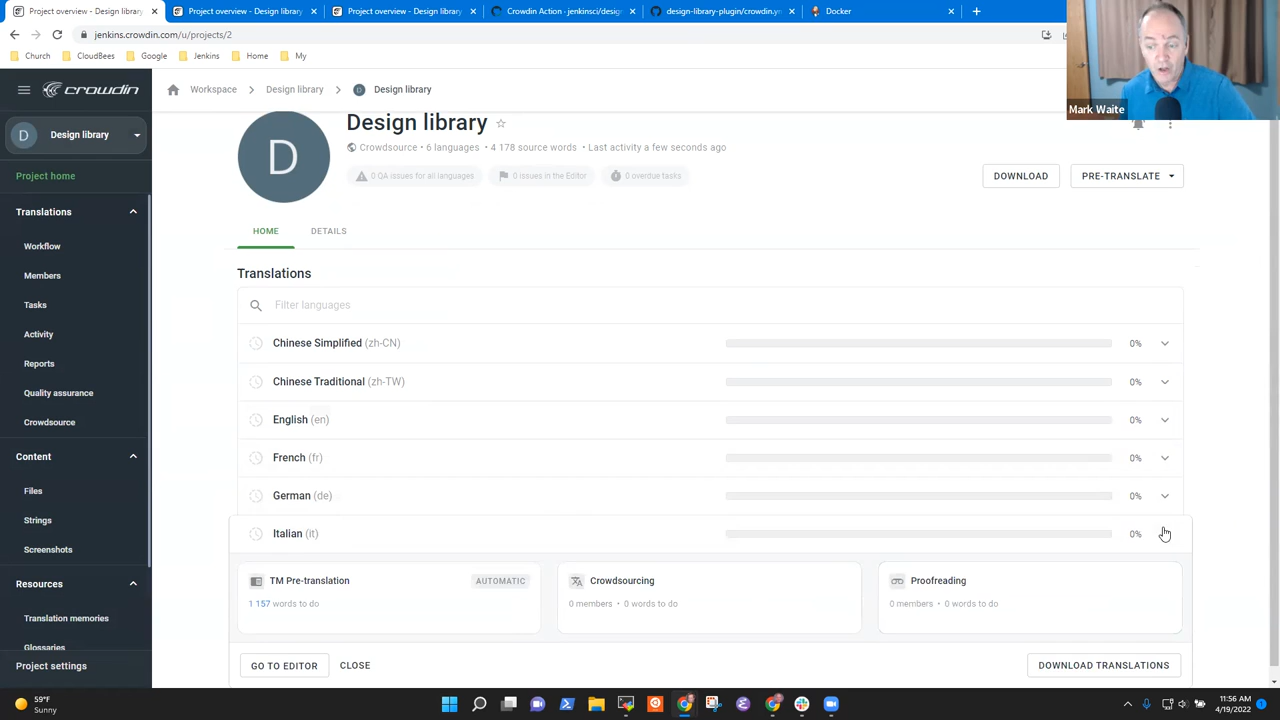 Project overview - Design library
Project overview - Design library
Project overview - Design library
Crowdin Action · jenkinsci/design
design-library-plugin/crowdin.ym
Docker
jenkins.crowdin.com/u/projects/2
Church
CloudBees
Google
Jenkins
Home
My
Mark Waite
crowdin
Workspace
Design library
D
Design library
D
Design library
Project home
Translations
Workflow
Members
Tasks
Activity
Reports
Quality assurance
Crowdsource
Content
Files
Strings
Screenshots
Resources
Translation memories
Glossaries
Project settings
D
Design library
Crowdsource • 6 languages • 4 178 source words • Last activity a few seconds ago
0 QA issues for all languages
0 issues in the Editor
0 overdue tasks
DOWNLOAD
PRE-TRANSLATE
HOME
DETAILS
Translations
Filter languages
Chinese Simplified (zh-CN) 0%
Chinese Traditional (zh-TW) 0%
English (en) 0%
French (fr) 0%
German (de) 0%
Italian (it) 0%
TM Pre-translation AUTOMATIC
1 157 words to do
Crowdsourcing
0 members • 0 words to do
Proofreading
0 members • 0 words to do
GO TO EDITOR
CLOSE
DOWNLOAD TRANSLATIONS
59°F
Sunny
11:56 AM
4/19/2022